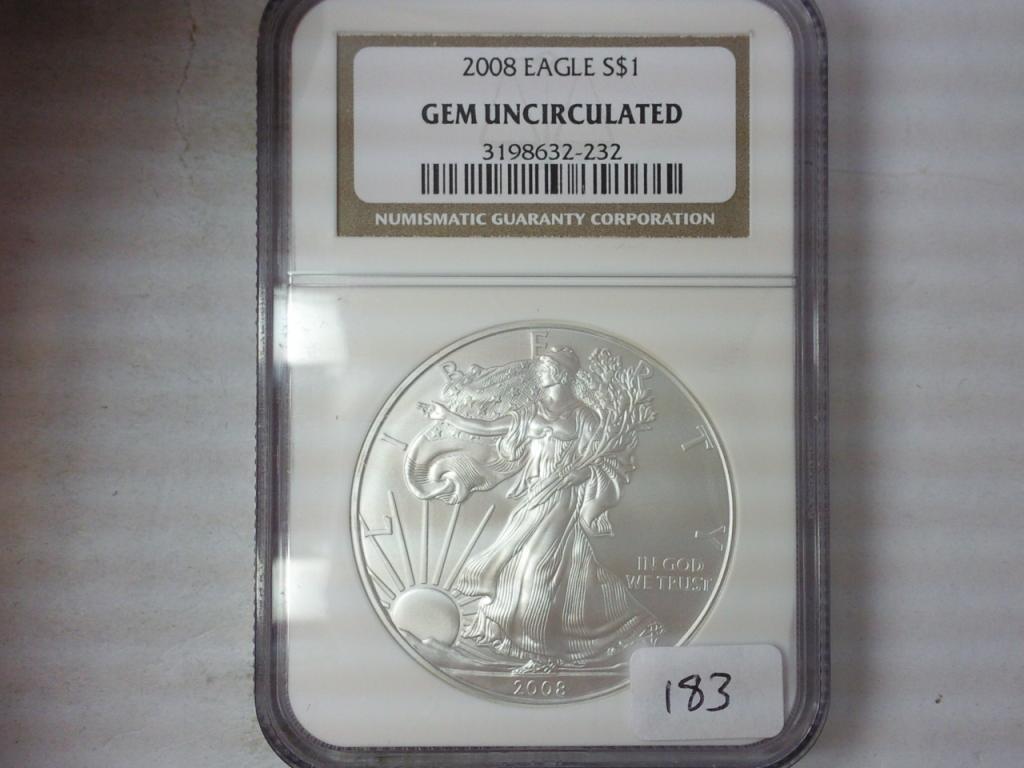 2008 EAGLE S$1
GEM UNCIRCULATED
3198632-232
NUMISMATIC GUARANTY CORPORATION
LIBERTY
IN GOD
WE TRUST
2008
183